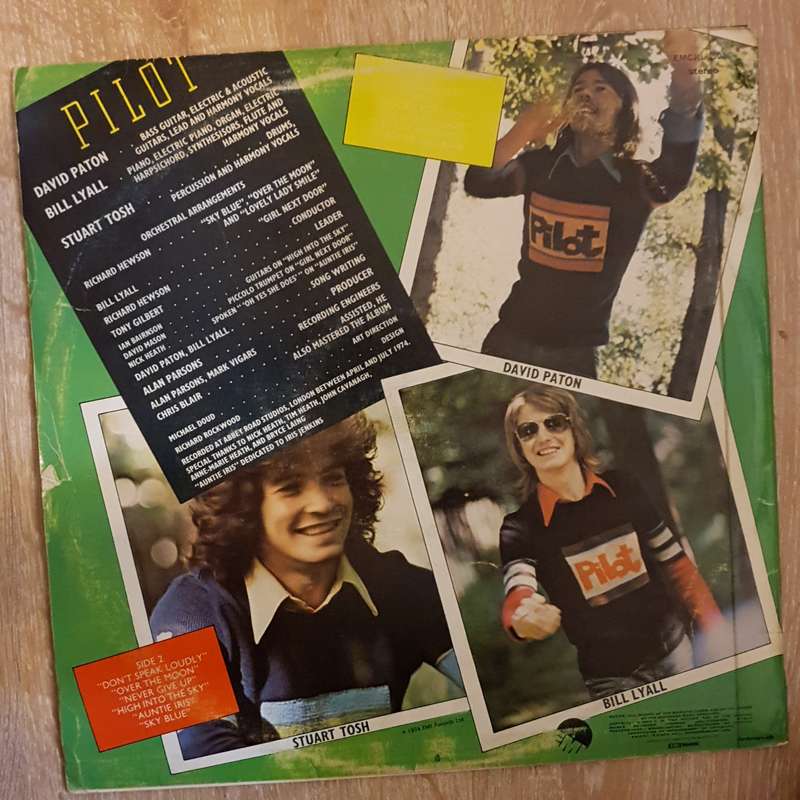 PILOT
DAVID PATON . . . BASS GUITAR, ELECTRIC & ACOUSTIC
GUITARS, LEAD AND HARMONY VOCALS
BILL LYALL . . . PIANO, ELECTRIC PIANO, ORGAN, ELECTRIC
HARPSICHORD, SYNTHESISORS, FLUTE AND
HARMONY VOCALS
STUART TOSH . . . DRUMS,
PERCUSSION AND HARMONY VOCALS
RICHARD HEWSON . . . ORCHESTRAL ARRANGEMENTS
"SKY BLUE", "OVER THE MOON"
AND "LOVELY LADY SMILE"
BILL LYALL . . . "GIRL NEXT DOOR"
RICHARD HEWSON . . . CONDUCTOR
TONY GILBERT . . . LEADER
IAN BAIRNSON . . . GUITARS ON "HIGH INTO THE SKY"
DAVID MASON . . . PICCOLO TRUMPET ON "GIRL NEXT DOOR"
NICK HEATH . . . SPOKEN "OH YES SHE DOES" ON "AUNTIE IRIS"
DAVID PATON, BILL LYALL . . . SONG WRITING
ALAN PARSONS . . . PRODUCER
ALAN PARSONS, MARK VIGARS . . . RECORDING ENGINEERS
CHRIS BLAIR . . . ASSISTED, HE
ALSO MASTERED THE ALBUM
MICHAEL DOUD . . . ART DIRECTION
RICHARD ROCKWOOD . . . DESIGN
RECORDED AT ABBEY ROAD STUDIOS, LONDON BETWEEN APRIL AND JULY 1974.
SPECIAL THANKS TO NICK HEATH, TIM HEATH, JOHN CAVANAGH,
ANNE-MARIE HEATH, AND BRYCE LAING
"AUNTIE IRIS" DEDICATED TO IRIS JENKINS
stereo
Pilot
DAVID PATON
Pilot
BILL LYALL
STUART TOSH
SIDE 2
"DON'T SPEAK LOUDLY"
"OVER THE MOON"
"NEVER GIVE UP"
"HIGH INTO THE SKY"
"AUNTIE IRIS"
"SKY BLUE"
1974 EMI Records Ltd